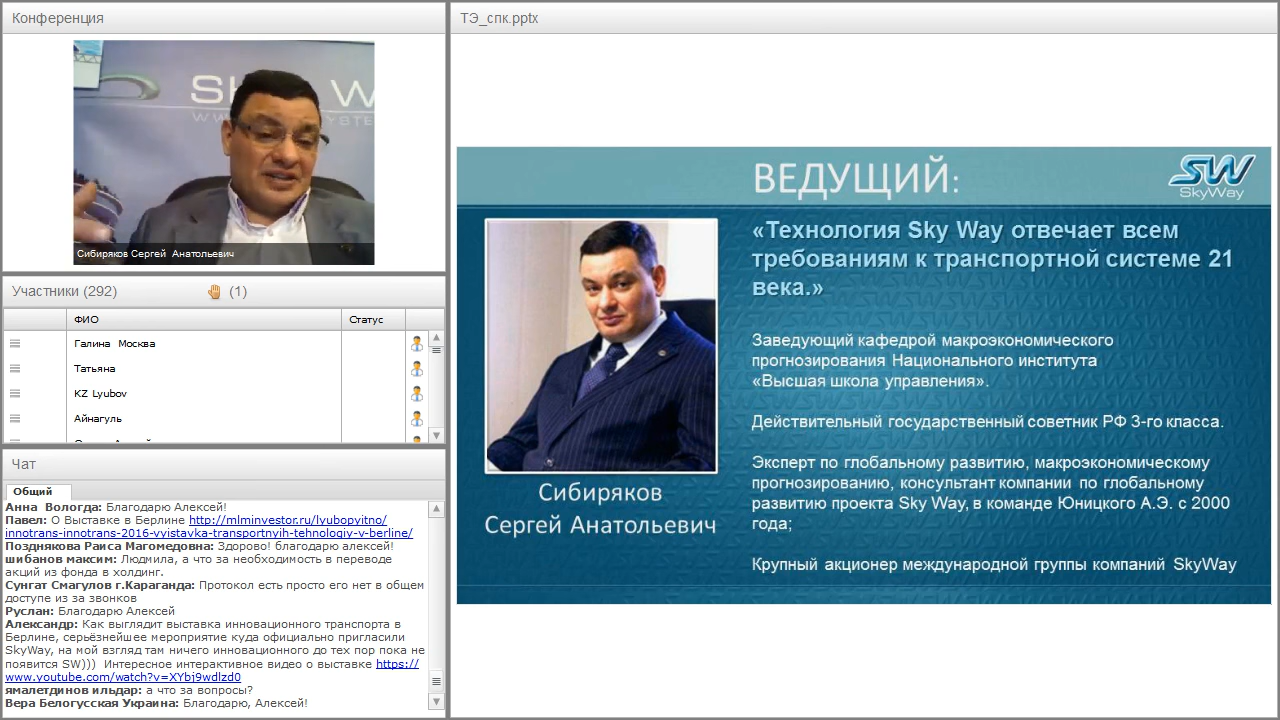 Конференция
SKY W
Сибиряков Сергей Анатольевич
Участники (292)
(1)
ФИО
Статус
Галина Москва
Татьяна
KZ Lyubov
Айнагуль
Чат
Общий
Анна Вологда: Благодарю Алексей!
Павел: О Выставке в Берлине http://mlminvestor.ru/lyubopyitno/
innotrans-innotrans-2016-vyistavka-transportnyih-tehnologiy-v-berline/
Позднякова Раиса Магомедовна: Здорово! благодарю алексей!
шибанов максим: Людмила, а что за необходимость в переводе
акций из фонда в холдинг.
Сунгат Смагулов г.Караганда: Протокол есть просто его нет в общем
доступе из за звонков
Руслан: Благодарю Алексей
Александр: Как выглядит выставка инновационного транспорта в
Берлине, серьёзнейшее мероприятие куда официально пригласили
SkyWay, на мой взгляд там ничего инновационного до тех пор пока не
появится SW))) Интересное интерактивное видео о выставке https://
www.youtube.com/watch?v=XYbj9wdlzd0
ямалетдинов ильдар: а что за вопросы?
Вера Белогусская Украина: Благодарю, Алексей!
ТЭ_спк.pptx
ВЕДУЩИЙ:
SW
SkyWay
«Технология Sky Way отвечает всем
требованиям к транспортной системе 21
века.»
Заведующий кафедрой макроэкономического
прогнозирования Национального института
«Высшая школа управления».
Действительный государственный советник РФ 3-го класса.
Эксперт по глобальному развитию, макроэкономическому
прогнозированию, консультант компании по глобальному
развитию проекта Sky Way, в команде Юницкого А.Э. с 2000
года;
Крупный акционер международной группы компаний SkyWay
Сибиряков
Сергей Анатольевич